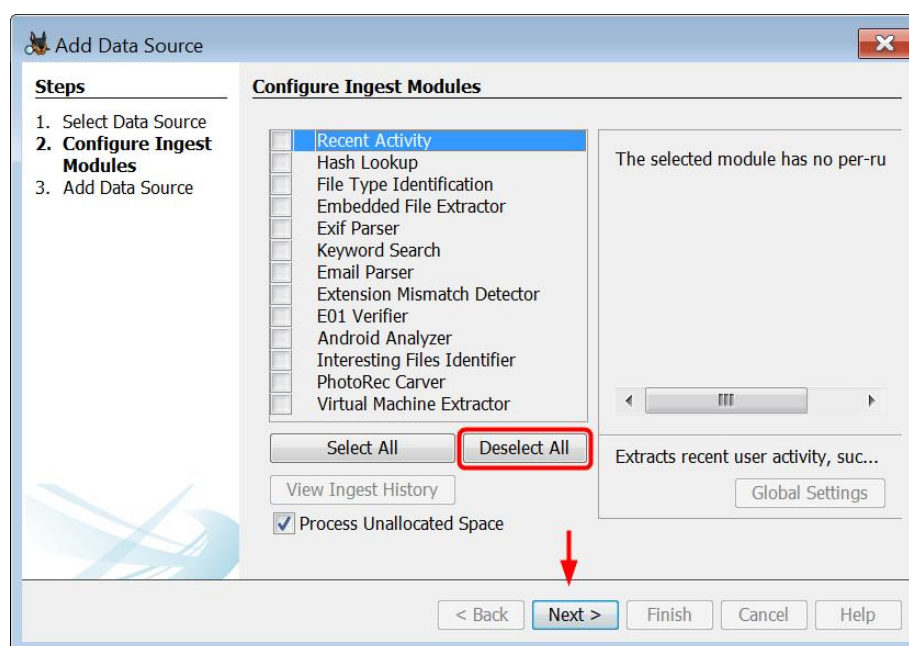 Add Data Source
Steps
1. Select Data Source
2. Configure Ingest
Modules
3. Add Data Source
Configure Ingest Modules
Recent Activity
Hash Lookup
File Type Identification
Embedded File Extractor
Exif Parser
Keyword Search
Email Parser
Extension Mismatch Detector
E01 Verifier
Android Analyzer
Interesting Files Identifier
PhotoRec Carver
Virtual Machine Extractor
The selected module has no per-ru
Select All
Deselect All
View Ingest History
Process Unallocated Space
Extracts recent user activity, suc...
Global Settings
< Back
Next >
Finish
Cancel
Help